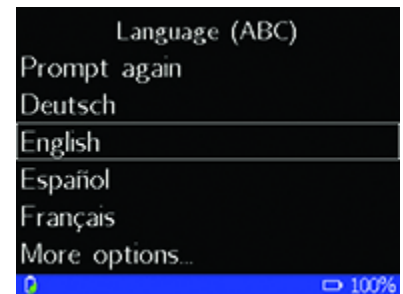 Language (ABC)
Prompt again
Deutsch
English
Español
Français
More options...
100%